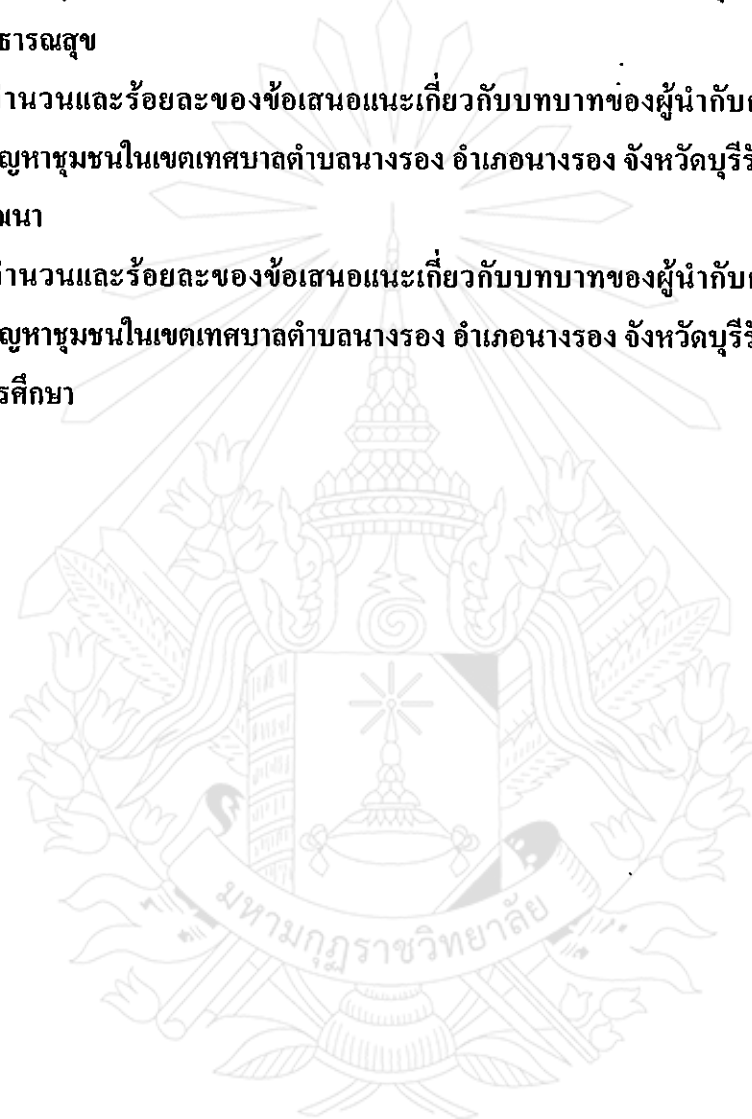 ธารณสุข
ำนวนและร้อยละของข้อเสนอแนะเกี่ยวกับบทบาทของผู้นำกับก
ญหาชุมชนในเขตเทศบาลตำบลนางรอง อำเภอนางรอง จังหวัดบุรีรั
ฒนา
ำนวนและร้อยละของข้อเสนอแนะเกี่ยวกับบทบาทของผู้นำกับก
ญหาชุมชนในเขตเทศบาลตำบลนางรอง อำเภอนางรอง จังหวัดบุรีรั
รศึกษา
มหามกุฏราชวิทยาลัย